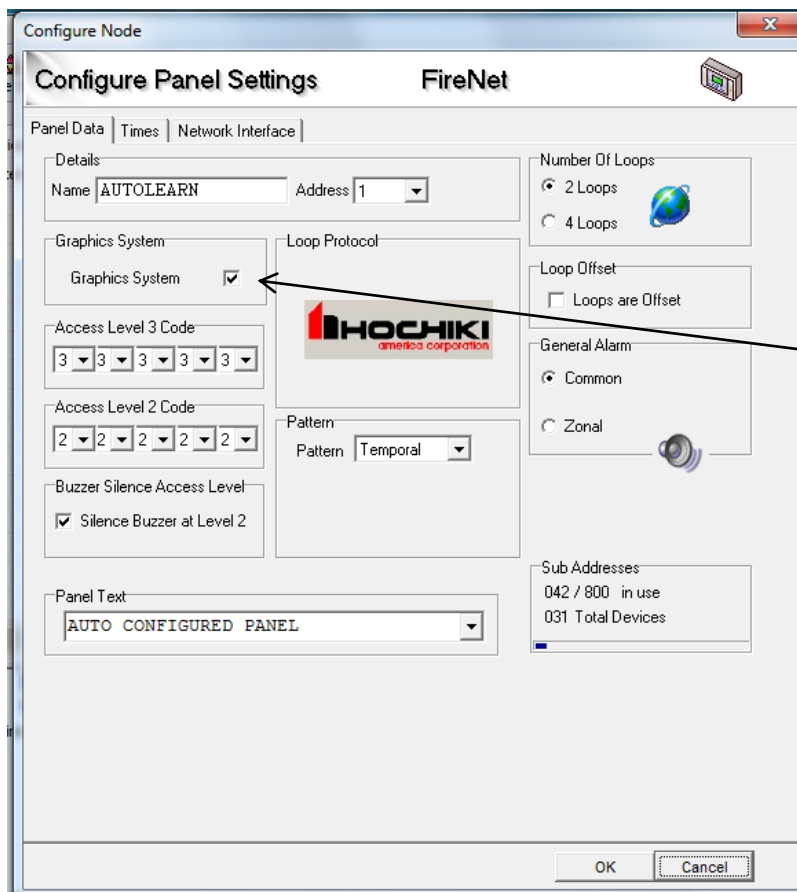 Configure Node
X
Configure Panel Settings FireNet
Panel Data Times Network Interface
Details
Name AUTOLEARN Address 1
Number Of Loops
2 Loops
4 Loops
Graphics System
Graphics System
Loop Protocol
HOCHIKI
america corporation
Loop Offset
Loops are Offset
Access Level 3 Code
3 3 3 3 3
General Alarm
Common
Zonal
Access Level 2 Code
2 2 2 2 2
Pattern
Pattern Temporal
Buzzer Silence Access Level
Silence Buzzer at Level 2
Sub Addresses
042 / 800 in use
031 Total Devices
Panel Text
AUTO CONFIGURED PANEL
OK Cancel